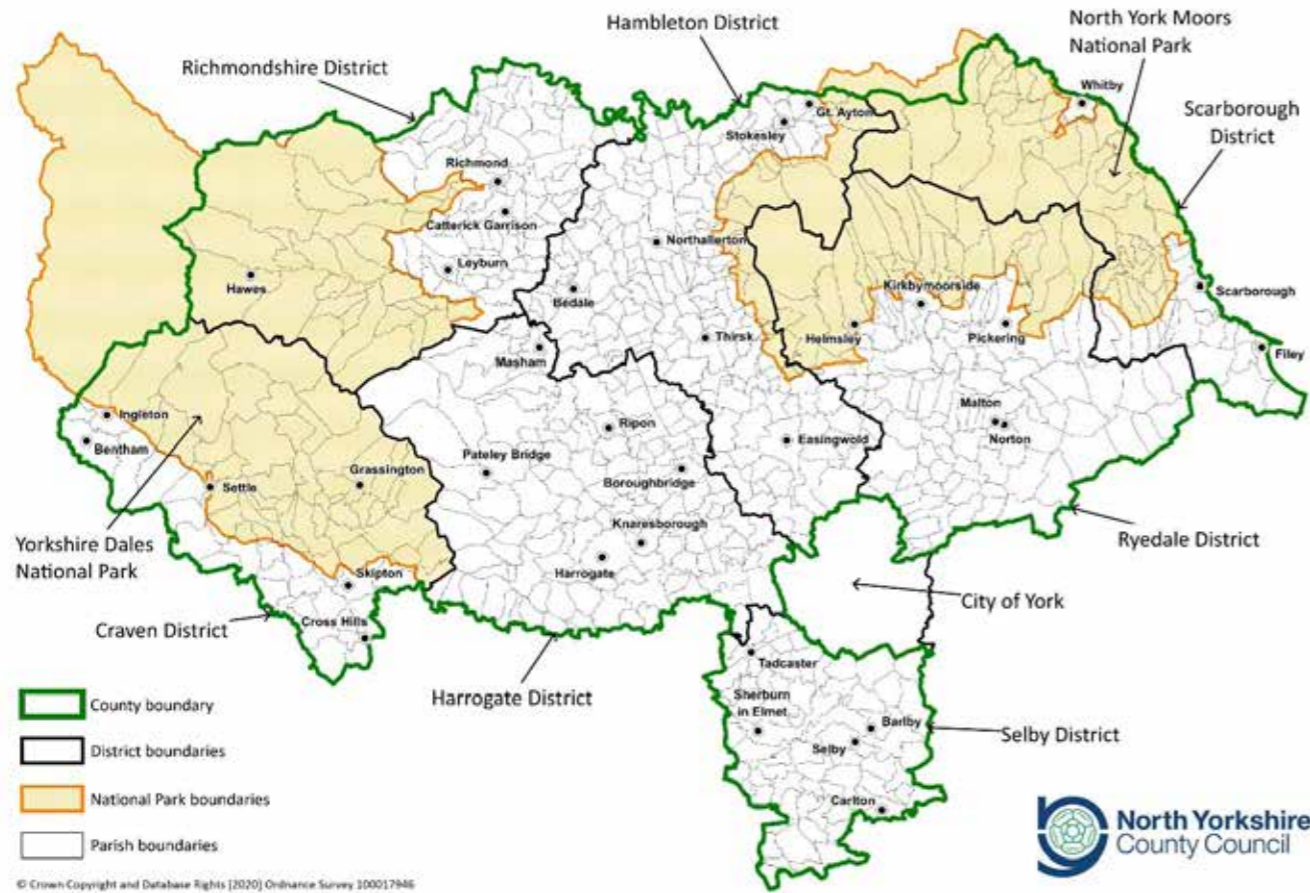 Hambleton District
North York Moors
National Park
Richmondshire District
Whitby
Scarborough
District
Gt. Ayton
Stokesley
Richmond
Catterick Garrison
Northallerton
Leyburn
Hawes
Bedale
Kirkbymoorside
Scarborough
Helmsley
Pickering
Thirsk
Filey
Masham
Ingleton
Bentham
Malton
Norton
Ripon
Easingwold
Pateley Bridge
Grassington
Settle
Boroughbridge
Knaresborough
Harrogate
Yorkshire Dales
National Park
Ryedale District
Skipton
City of York
Craven District
Cross Hills
Tadcaster
Harrogate District
Sherburn
in Elmet
Barlby
Selby
Selby District
Carlton
County boundary
District boundaries
National Park boundaries
Parish boundaries
North Yorkshire
County Council
© Crown Copyright and Database Rights [2020] Ordnance Survey 100017946